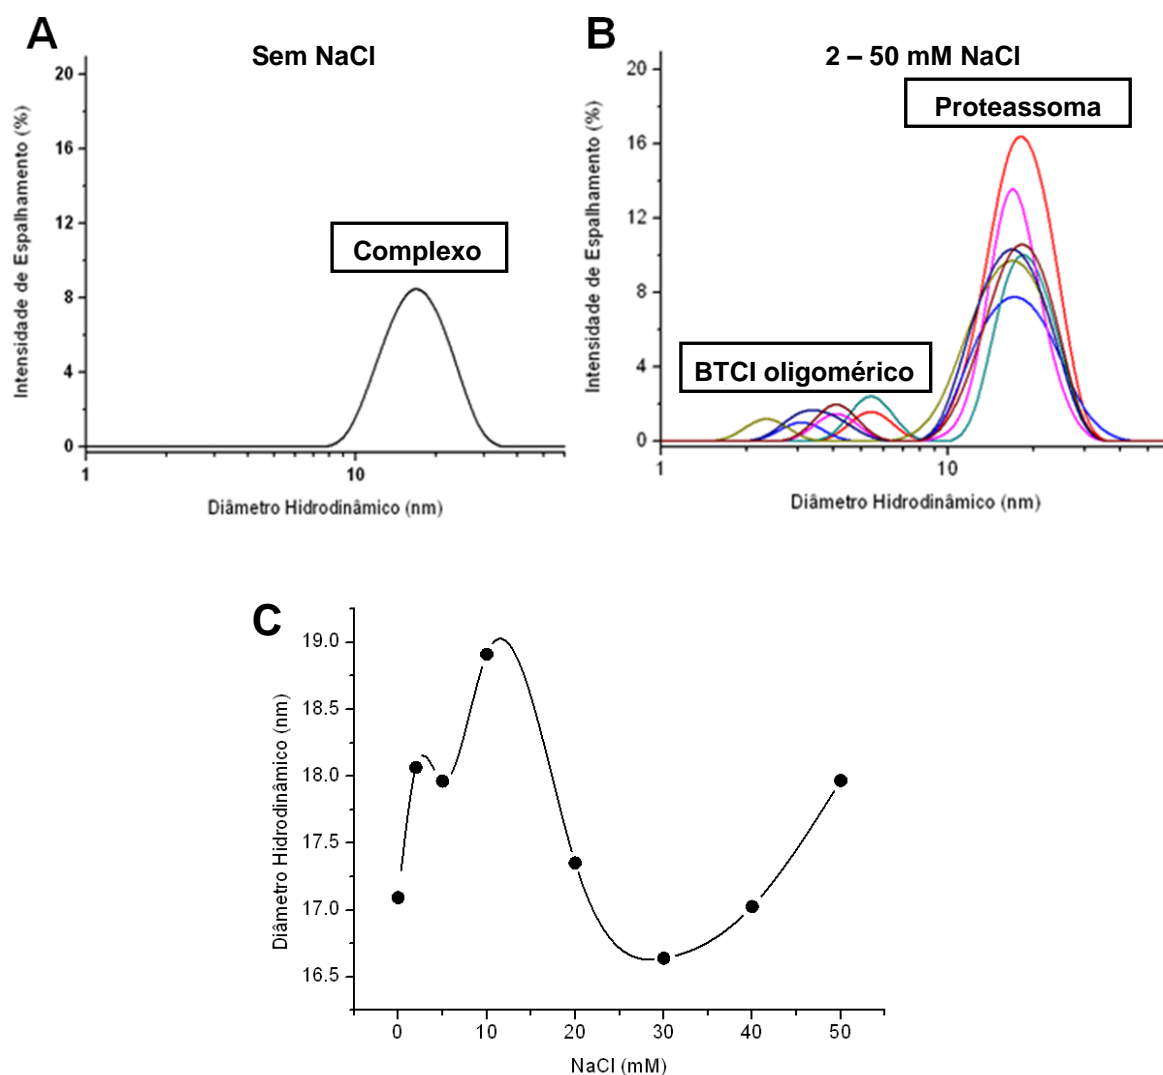 A
Sem NaCl
Intensidade de Espalhamento (%)
20
16
12
8
4
0
Complexo
1
10
Diâmetro Hidrodinâmico (nm)
B
2 – 50 mM NaCl
Intensidade de Espalhamento (%)
20
16
12
8
4
0
Proteassoma
BTCI oligomérico
1
10
Diâmetro Hidrodinâmico (nm)
C
Diâmetro Hidrodinâmico (nm)
19.0
18.5
18.0
17.5
17.0
16.5
0
10
20
30
40
50
NaCl (mM)